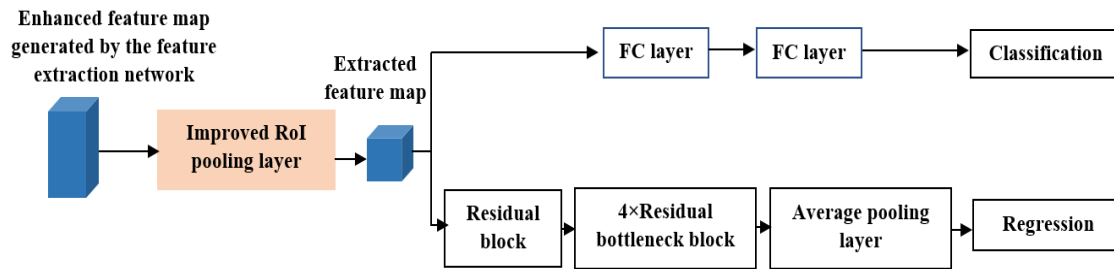 Enhanced feature map
generated by the feature
extraction network
Improved RoI
pooling layer
Extracted
feature map
FC layer
FC layer
Classification
Residual
block
4×Residual
bottleneck block
Average pooling
layer
Regression